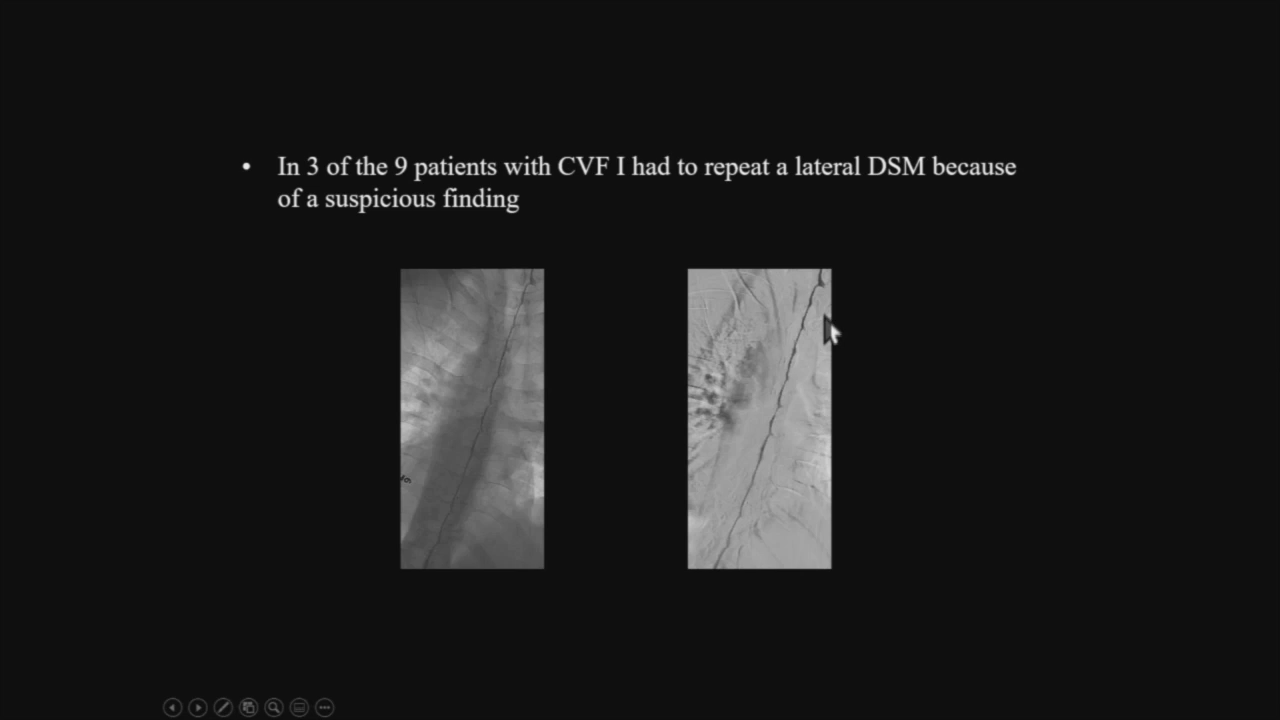 • In 3 of the 9 patients with CVF I had to repeat a lateral DSM because
of a suspicious finding